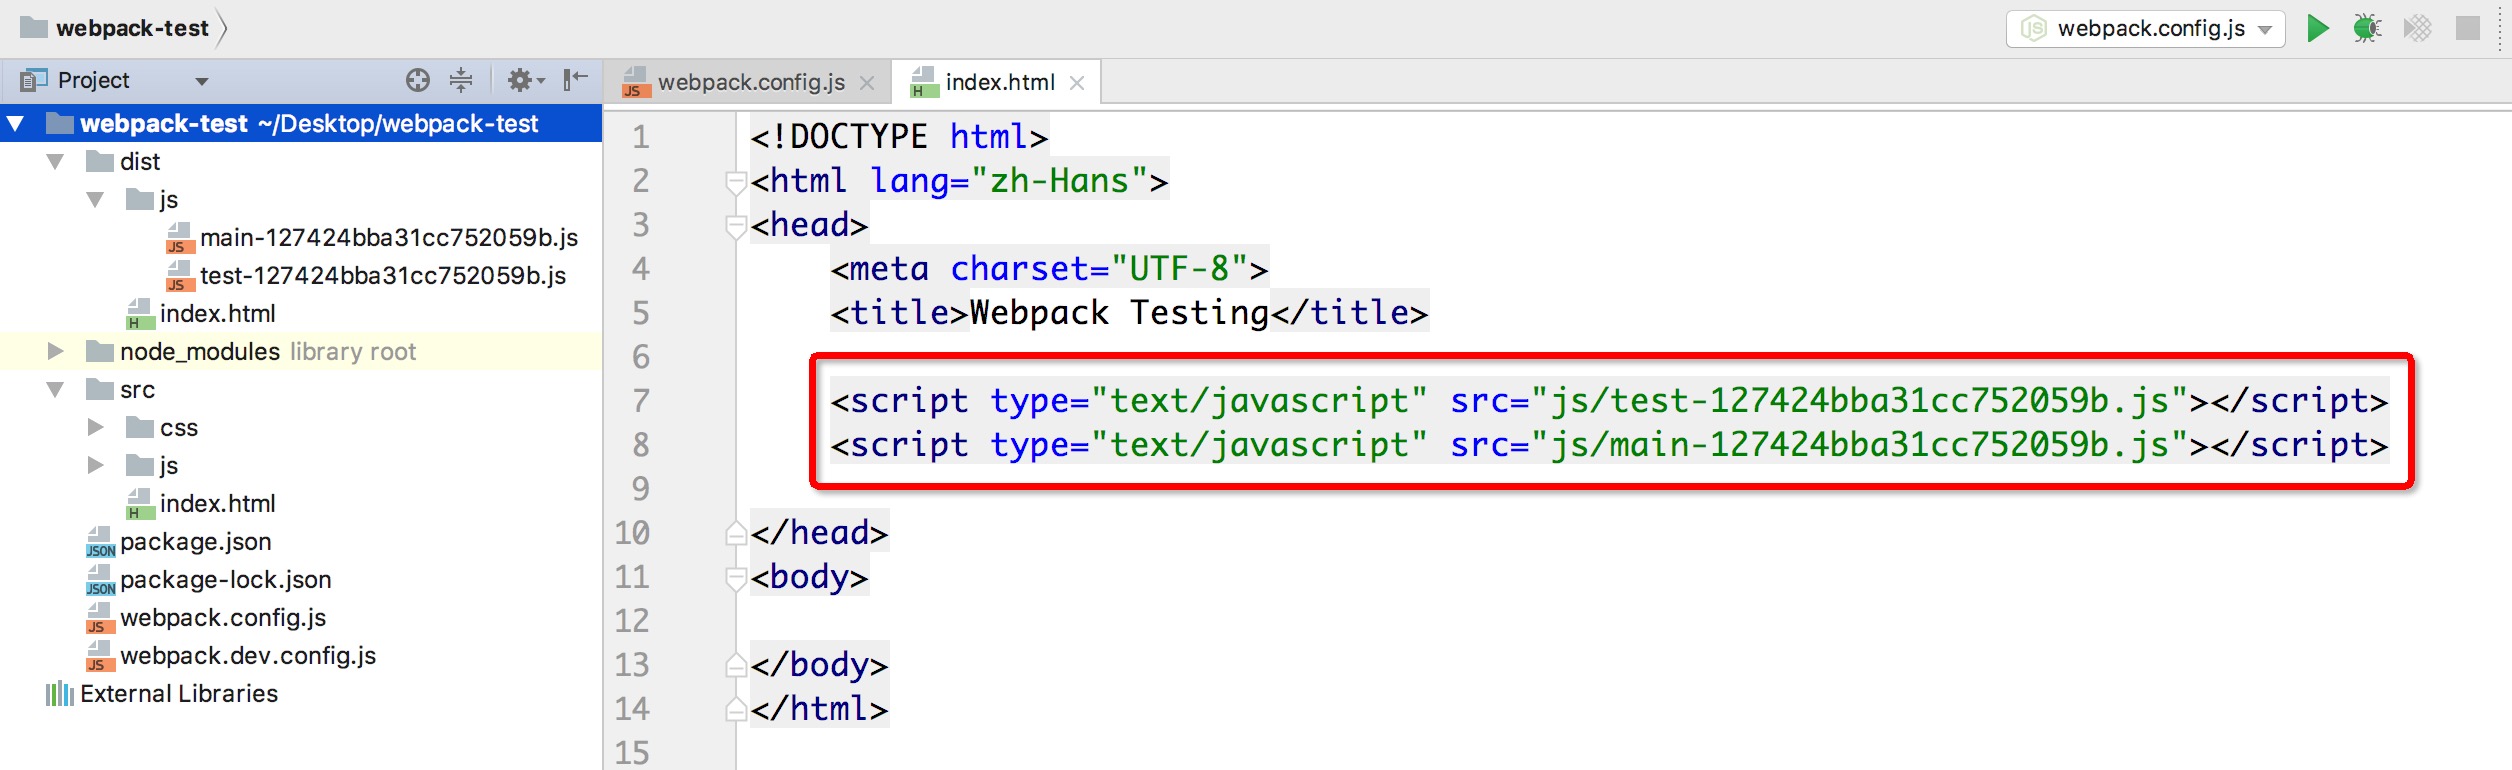 webpack-test
webpack.config.js
Project
webpack.config.js
index.html
webpack-test ~/Desktop/webpack-test
dist
js
main-127424bba31cc752059b.js
test-127424bba31cc752059b.js
index.html
node_modules library root
src
css
js
index.html
package.json
package-lock.json
webpack.config.js
webpack.dev.config.js
External Libraries
1 <!DOCTYPE html>
2 <html lang="zh-Hans">
3 <head>
4 <meta charset="UTF-8">
5 <title>Webpack Testing</title>
6
7 <script type="text/javascript" src="js/test-127424bba31cc752059b.js"></script>
8 <script type="text/javascript" src="js/main-127424bba31cc752059b.js"></script>
9
10 </head>
11 <body>
12
13 </body>
14 </html>
15